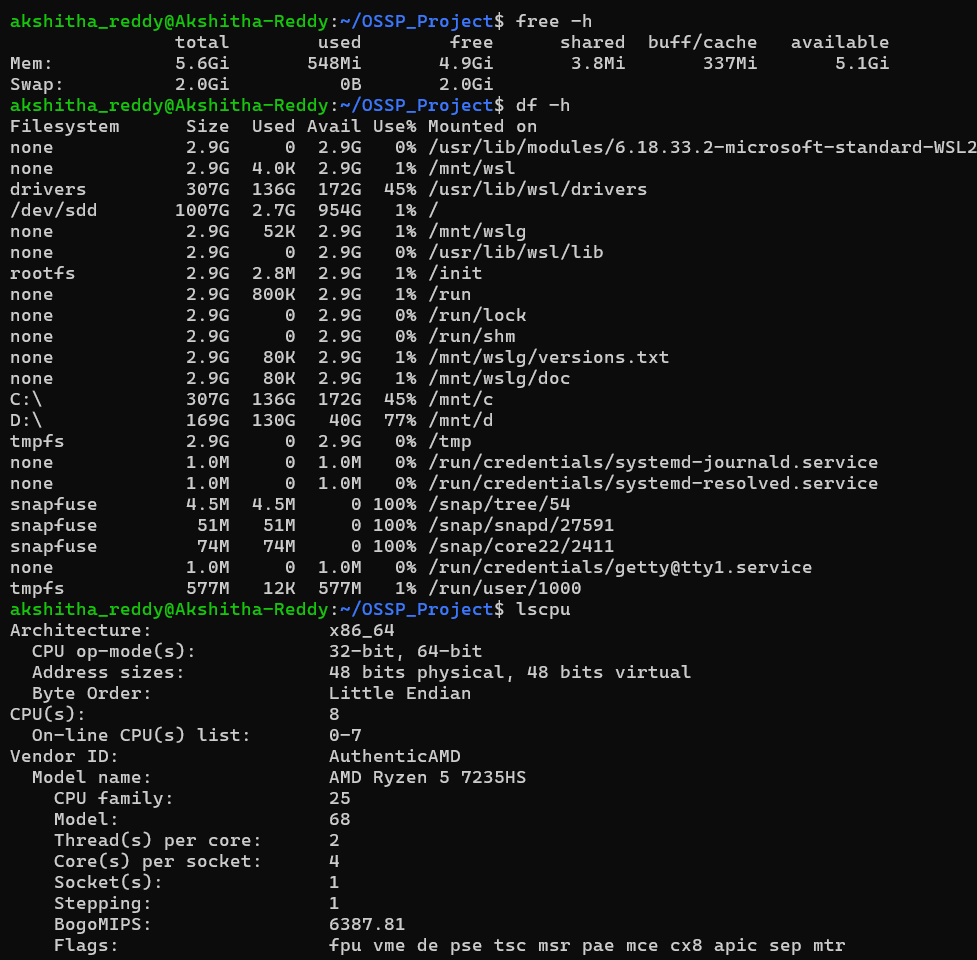 akshitha_reddy@Akshitha-Reddy:~/OSSP_Project$ free -h
               total        used        free      shared  buff/cache   available
Mem:           5.6Gi       548Mi       4.9Gi       3.8Mi       337Mi       5.1Gi
Swap:          2.0Gi          0B       2.0Gi
akshitha_reddy@Akshitha-Reddy:~/OSSP_Project$ df -h
Filesystem      Size  Used Avail Use% Mounted on
none            2.9G     0  2.9G   0% /usr/lib/modules/6.18.33.2-microsoft-standard-WSL2
none            2.9G  4.0K  2.9G   1% /mnt/wsl
drivers         307G  136G  172G  45% /usr/lib/wsl/drivers
/dev/sdd       1007G  2.7G  954G   1% /
none            2.9G   52K  2.9G   1% /mnt/wslg
none            2.9G     0  2.9G   0% /usr/lib/wsl/lib
rootfs          2.9G  2.8M  2.9G   1% /init
none            2.9G  800K  2.9G   1% /run
none            2.9G     0  2.9G   0% /run/lock
none            2.9G     0  2.9G   0% /run/shm
none            2.9G   80K  2.9G   1% /mnt/wslg/versions.txt
none            2.9G   80K  2.9G   1% /mnt/wslg/doc
C:\             307G  136G  172G  45% /mnt/c
D:\             169G  130G   40G  77% /mnt/d
tmpfs           2.9G     0  2.9G   0% /tmp
none            1.0M     0  1.0M   0% /run/credentials/systemd-journald.service
none            1.0M     0  1.0M   0% /run/credentials/systemd-resolved.service
snapfuse        4.5M  4.5M     0 100% /snap/tree/54
snapfuse         51M   51M     0 100% /snap/snapd/27591
snapfuse         74M   74M     0 100% /snap/core22/2411
none            1.0M     0  1.0M   0% /run/credentials/getty@tty1.service
tmpfs           577M   12K  577M   1% /run/user/1000
akshitha_reddy@Akshitha-Reddy:~/OSSP_Project$ lscpu
Architecture:                x86_64
  CPU op-mode(s):            32-bit, 64-bit
  Address sizes:             48 bits physical, 48 bits virtual
  Byte Order:                Little Endian
CPU(s):                      8
  On-line CPU(s) list:       0-7
Vendor ID:                   AuthenticAMD
  Model name:                AMD Ryzen 5 7235HS
    CPU family:              25
    Model:                   68
    Thread(s) per core:      2
    Core(s) per socket:      4
    Socket(s):               1
    Stepping:                1
    BogoMIPS:                6387.81
    Flags:                   fpu vme de pse tsc msr pae mce cx8 apic sep mtr